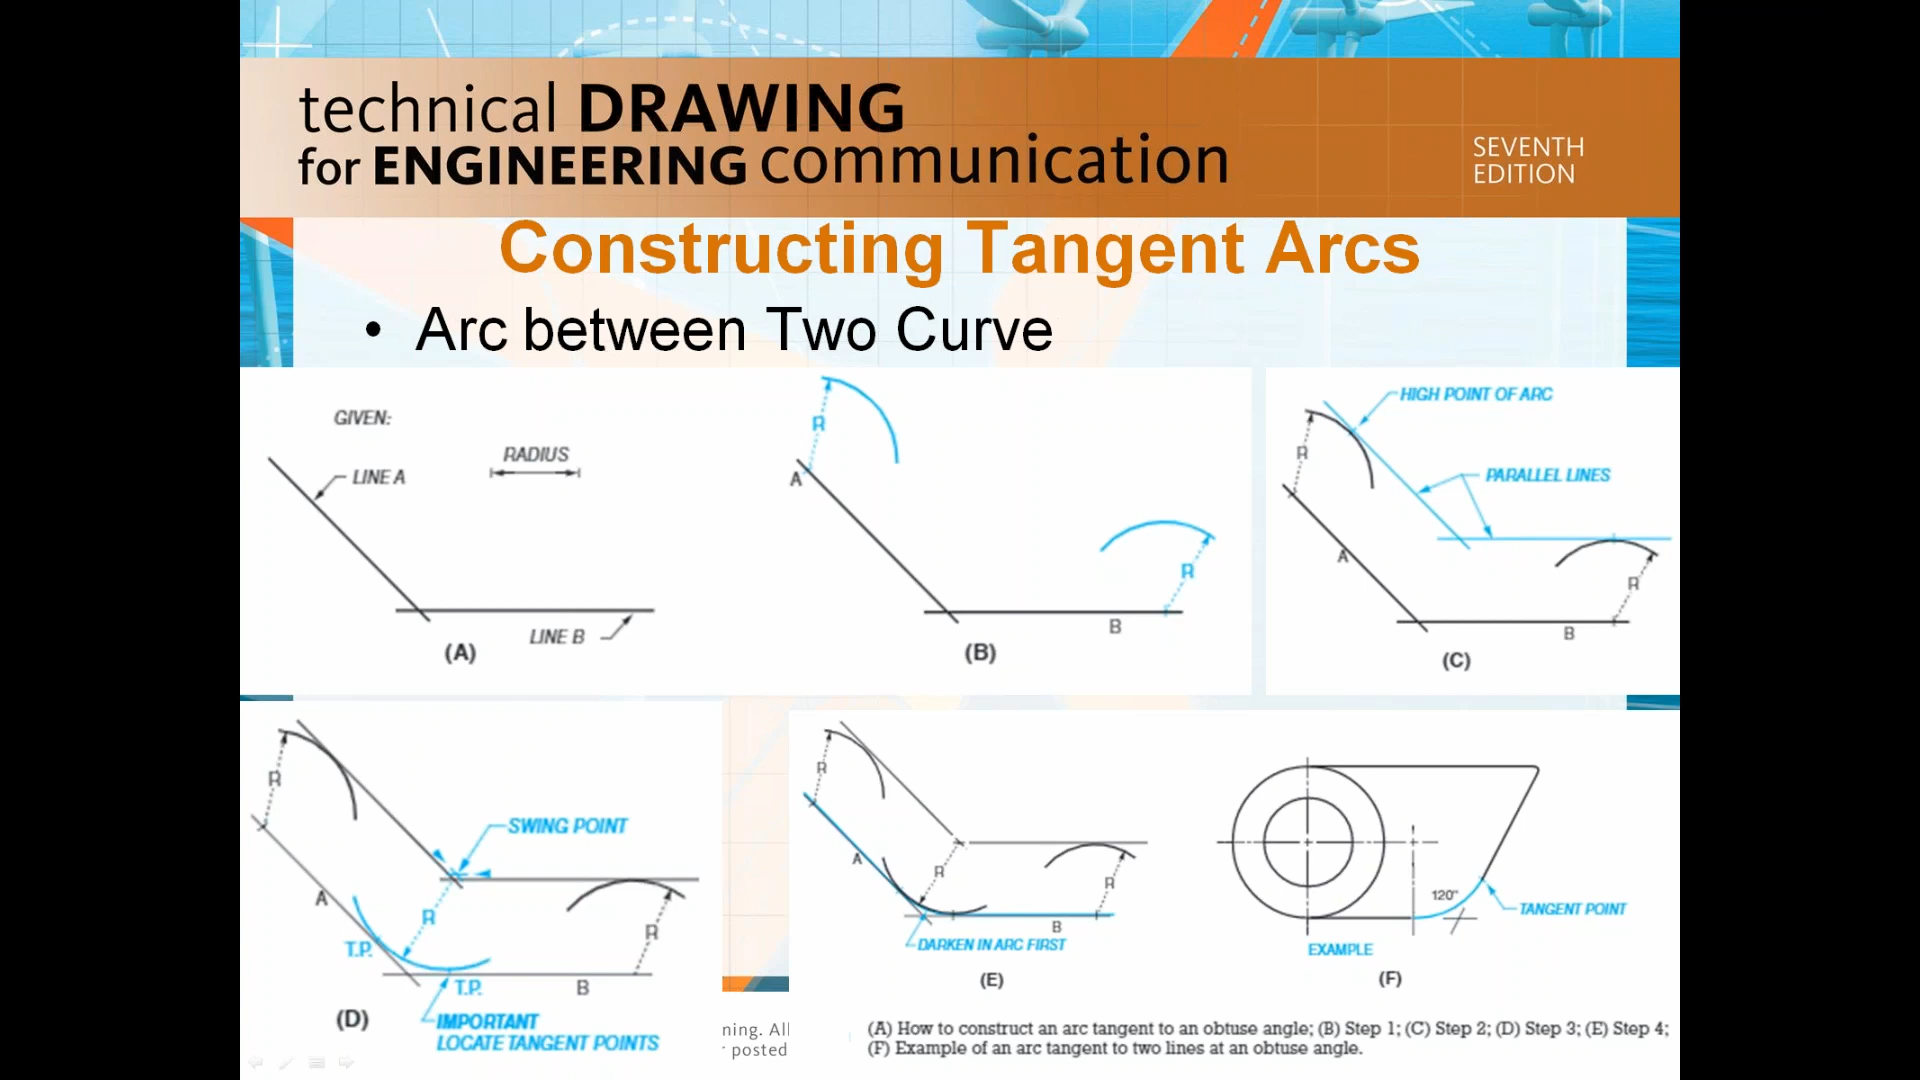 technical DRAWING
for ENGINEERING communication
SEVENTH
EDITION
Constructing Tangent Arcs
• Arc between Two Curve
GIVEN:
RADIUS
LINE A
LINE B
(A)
R
A
R
B
(B)
HIGH POINT OF ARC
R
PARALLEL LINES
A
R
B
(C)
R
SWING POINT
A
R
R
T.P.
T.P.
B
(D)
IMPORTANT
LOCATE TANGENT POINTS
R
A
R
R
B
DARKEN IN ARC FIRST
(E)
120°
TANGENT POINT
EXAMPLE
(F)
ning. All
posted
(A) How to construct an arc tangent to an obtuse angle; (B) Step 1; (C) Step 2; (D) Step 3; (E) Step 4;
(F) Example of an arc tangent to two lines at an obtuse angle.